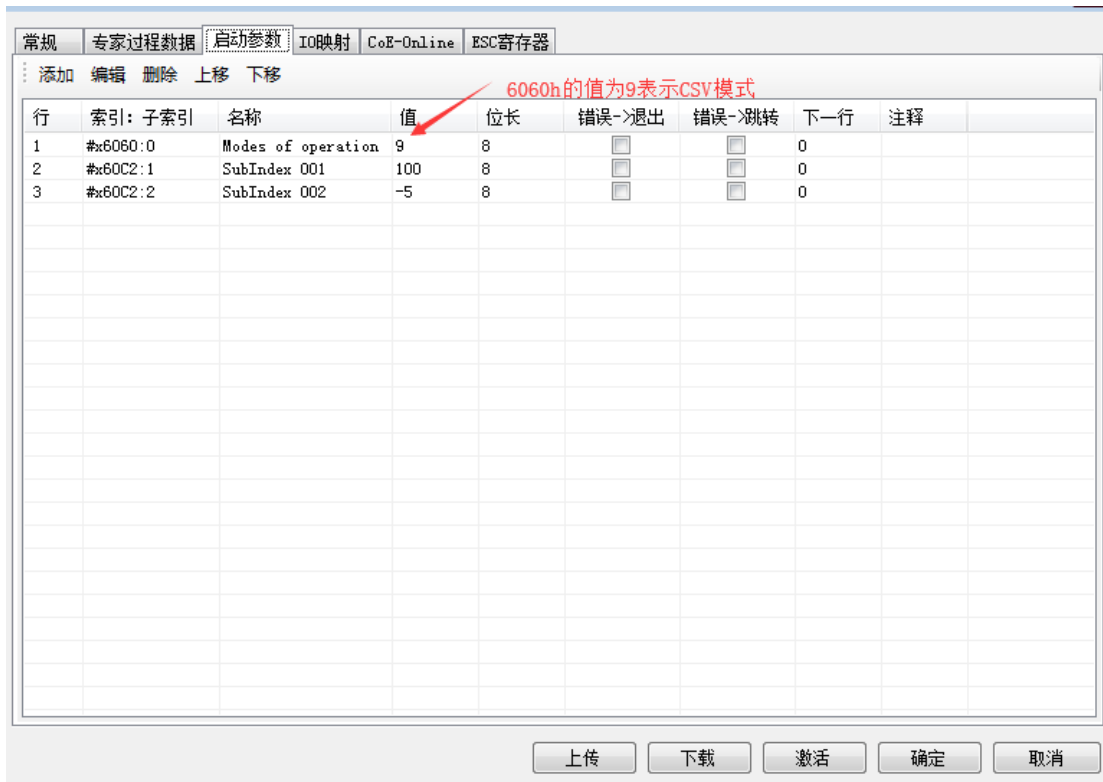 常规 专家过程数据 启动参数 IO映射 CoE-Online ESC寄存器
添加 编辑 删除 上移 下移
6060h的值为9表示CSV模式
行 索引: 子索引 名称 值 位长 错误->退出 错误->跳转 下一行 注释
1 #x6060:0 Modes of operation 9 8 0
2 #x60C2:1 SubIndex 001 100 8 0
3 #x60C2:2 SubIndex 002 -5 8 0
上传 下载 激活 确定 取消